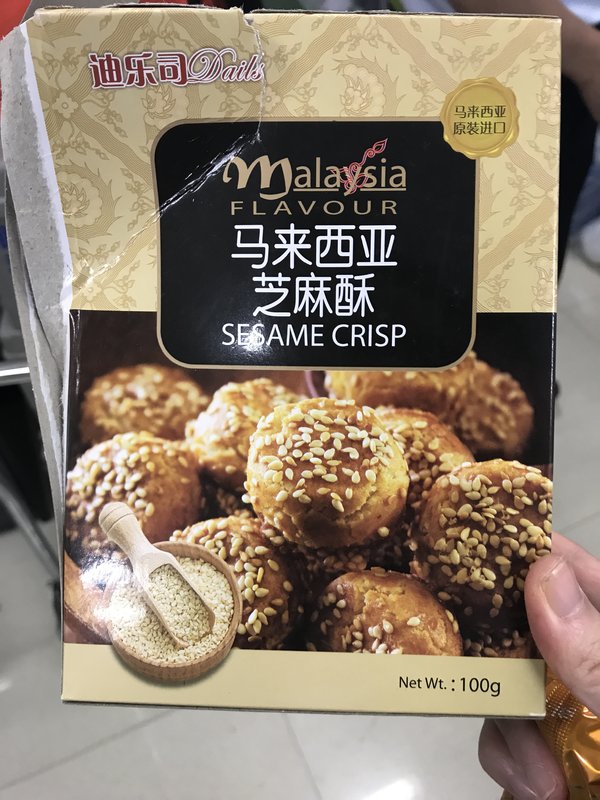 迪乐司Dails
马来西亚
原装进口
malaysia
FLAVOUR
马来西亚
芝麻酥
SESAME CRISP
Net Wt.:100g